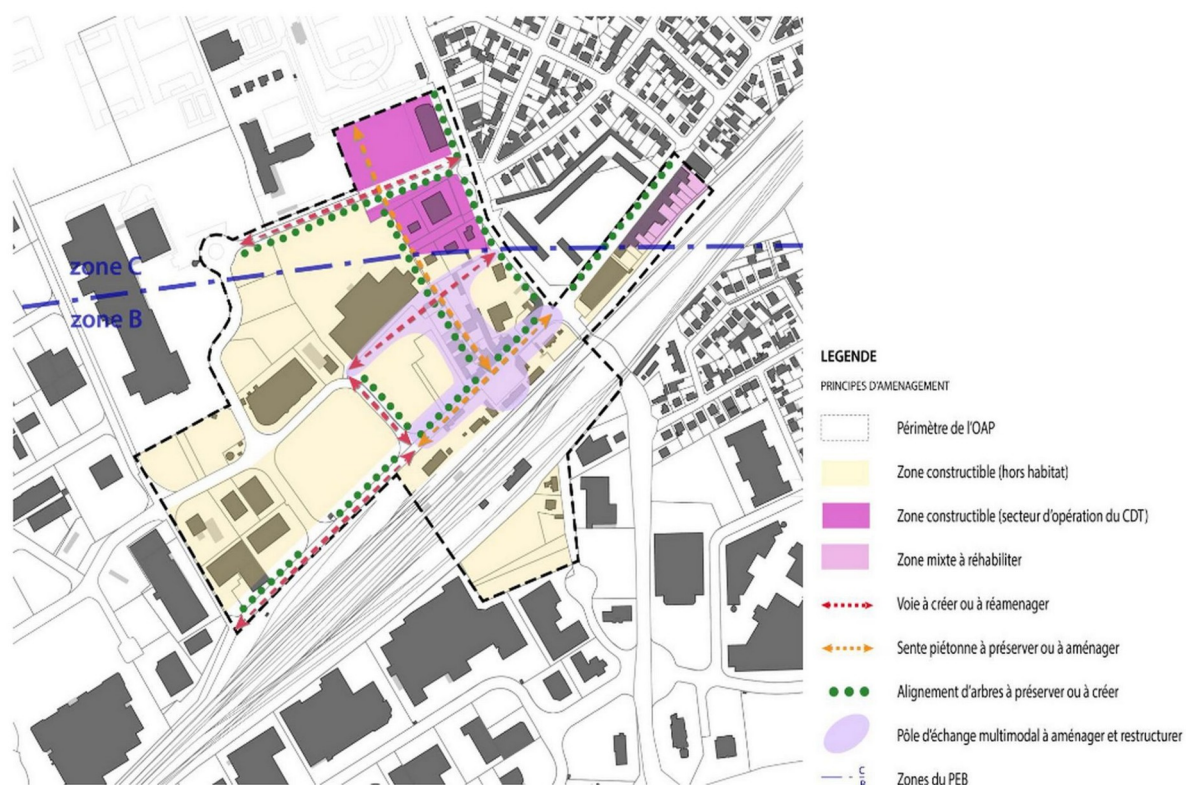 zone C
zone B
LEGENDE
PRINCIPES D'AMENAGEMENT
Périmètre de l'OAP
Zone constructible (hors habitat)
Zone constructible (secteur d'opération du CDT)
Zone mixte à réhabiliter
Voie à créer ou à réamenager
Sente piétonne à préserver ou à aménager
Alignement d'arbres à préserver ou à créer
Pôle d'échange multimodal à aménager et restructurer
C
B
Zones du PEB